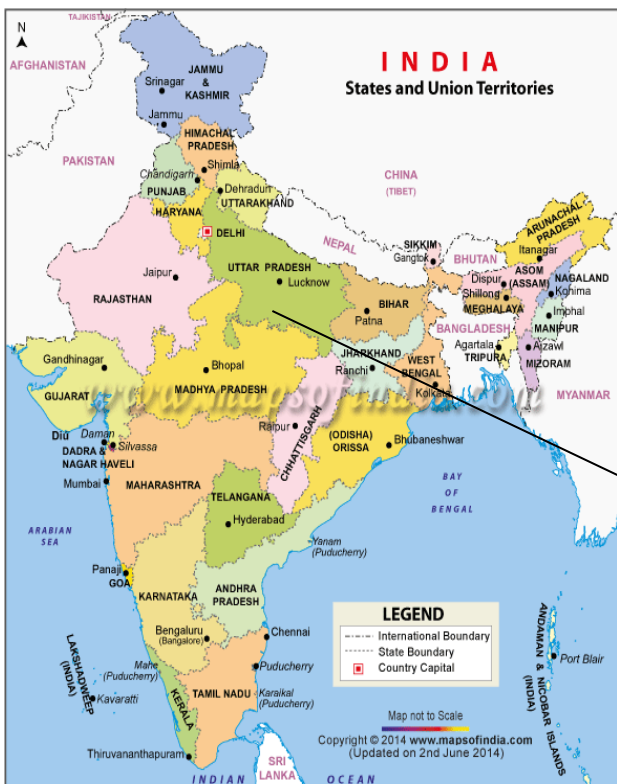 TAJIKISTAN
N
AFGHANISTAN
INDIA
States and Union Territories
JAMMU
&
KASHMIR
Srinagar
Jammu
HIMACHAL
PRADESH
Shimla
PAKISTAN
Chandigarh
PUNJAB
Dehradun
UTTARAKHAND
HARYANA
DELHI
CHINA
(TIBET)
ARUNACHAL
PRADESH
NEPAL
SIKKIM
Gangtok
BHUTAN
Itanagar
Jaipur
RAJASTHAN
UTTAR PRADESH
Lucknow
Dispur
ASOM
(ASSAM)
NAGALAND
Kohima
Shillong
MEGHALAYA
BIHAR
Patna
Imphal
MANIPUR
BANGLADESH
Agartala
TRIPURA
Aizawl
MIZORAM
MYANMAR
Gandhinagar
GUJARAT
Bhopal
MADHYA PRADESH
JHARKHAND
Ranchi
WEST
BENGAL
Kolkata
www.mapsofindia.com
Diu
Daman
Silvassa
DADRA &
NAGAR HAVELI
Mumbai
MAHARASHTRA
Raipur
CHHATTISGARH
(ODISHA)
ORISSA
Bhubaneshwar
TELANGANA
Hyderabad
BAY
OF
BENGAL
ARABIAN
SEA
Yanam
(Puducherry)
Panaji
GOA
KARNATAKA
ANDHRA
PRADESH
Bengaluru
(Bangalore)
Chennai
LEGEND
International Boundary
State Boundary
Country Capital
Mahe
(Puducherry)
Puducherry
LAKSHADWEEP
(INDIA)
Kavaratti
KERALA
TAMIL NADU
Karaikal
(Puducherry)
ANDAMAN & NICOBAR ISLANDS
(INDIA)
Port Blair
Map not to Scale
Copyright © 2014 www.mapsofindia.com
(Updated on 2nd June 2014)
Thiruvananthapuram
SRI
LANKA
INDIAN OCEAN